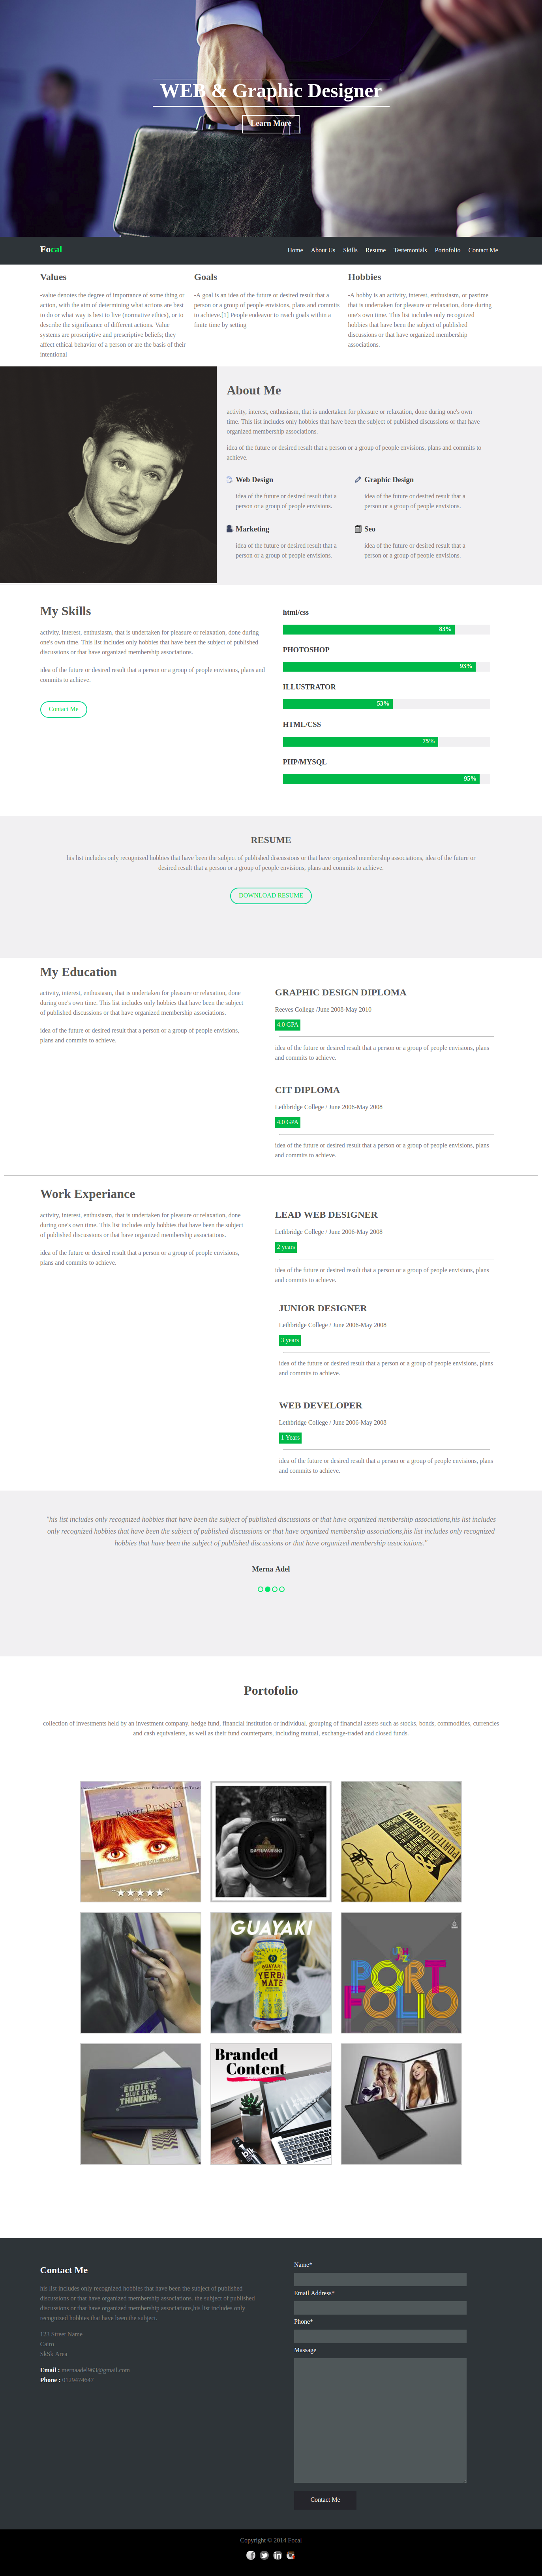 WEB & Graphic Designer
Learn More
Focal
Home About Us Skills Resume Testemonials Portofolio Contact Me
Values
-value denotes the degree of importance of some thing or
action, with the aim of determining what actions are best
to do or what way is best to live (normative ethics), or to
describe the significance of different actions. Value
systems are proscriptive and prescriptive beliefs; they
affect ethical behavior of a person or are the basis of their
intentional
Goals
-A goal is an idea of the future or desired result that a
person or a group of people envisions, plans and commits
to achieve.[1] People endeavor to reach goals within a
finite time by setting
Hobbies
-A hobby is an activity, interest, enthusiasm, or pastime
that is undertaken for pleasure or relaxation, done during
one's own time. This list includes only recognized
hobbies that have been the subject of published
discussions or that have organized membership
associations.
About Me
activity, interest, enthusiasm, that is undertaken for pleasure or relaxation, done during one's own
time. This list includes only hobbies that have been the subject of published discussions or that have
organized membership associations.
idea of the future or desired result that a person or a group of people envisions, plans and commits to
achieve.
Web Design
idea of the future or desired result that a
person or a group of people envisions.
Graphic Design
idea of the future or desired result that a
person or a group of people envisions.
Marketing
idea of the future or desired result that a
person or a group of people envisions.
Seo
idea of the future or desired result that a
person or a group of people envisions.
My Skills
activity, interest, enthusiasm, that is undertaken for pleasure or relaxation, done during
one's own time. This list includes only hobbies that have been the subject of published
discussions or that have organized membership associations.
idea of the future or desired result that a person or a group of people envisions, plans and
commits to achieve.
Contact Me
html/css
83%
PHOTOSHOP
93%
ILLUSTRATOR
53%
HTML/CSS
75%
PHP/MYSQL
95%
RESUME
his list includes only recognized hobbies that have been the subject of published discussions or that have organized membership associations, idea of the future or
desired result that a person or a group of people envisions, plans and commits to achieve.
DOWNLOAD RESUME
My Education
activity, interest, enthusiasm, that is undertaken for pleasure or relaxation, done
during one's own time. This list includes only hobbies that have been the subject
of published discussions or that have organized membership associations.
idea of the future or desired result that a person or a group of people envisions,
plans and commits to achieve.
GRAPHIC DESIGN DIPLOMA
Reeves College /June 2008-May 2010
4.0 GPA
idea of the future or desired result that a person or a group of people envisions, plans
and commits to achieve.
CIT DIPLOMA
Lethbridge College / June 2006-May 2008
4.0 GPA
idea of the future or desired result that a person or a group of people envisions, plans
and commits to achieve.
Work Experiance
activity, interest, enthusiasm, that is undertaken for pleasure or relaxation, done
during one's own time. This list includes only hobbies that have been the subject
of published discussions or that have organized membership associations.
idea of the future or desired result that a person or a group of people envisions,
plans and commits to achieve.
LEAD WEB DESIGNER
Lethbridge College / June 2006-May 2008
2 years
idea of the future or desired result that a person or a group of people envisions, plans
and commits to achieve.
JUNIOR DESIGNER
Lethbridge College / June 2006-May 2008
3 years
idea of the future or desired result that a person or a group of people envisions, plans
and commits to achieve.
WEB DEVELOPER
Lethbridge College / June 2006-May 2008
1 Years
idea of the future or desired result that a person or a group of people envisions, plans
and commits to achieve.
"his list includes only recognized hobbies that have been the subject of published discussions or that have organized membership associations,his list includes
only recognized hobbies that have been the subject of published discussions or that have organized membership associations,his list includes only recognized
hobbies that have been the subject of published discussions or that have organized membership associations."
Merna Adel
Portofolio
collection of investments held by an investment company, hedge fund, financial institution or individual, grouping of financial assets such as stocks, bonds, commodities, currencies
and cash equivalents, as well as their fund counterparts, including mutual, exchange-traded and closed funds.
Robert PENNEY
PORTFOLIO SHOW
GUAYAKI
YERBA
MATE
PORT
FOLIO
EDDIE'S
BLUE SKY
THINKING
Branded
Content
blk
Contact Me
his list includes only recognized hobbies that have been the subject of published
discussions or that have organized membership associations. the subject of published
discussions or that have organized membership associations,his list includes only
recognized hobbies that have been the subject.
123 Street Name
Cairo
SkSk Area
Email : mernaadel963@gmail.com
Phone : 0129474647
Name*
Email Address*
Phone*
Massage
Contact Me
Copyright © 2014 Focal